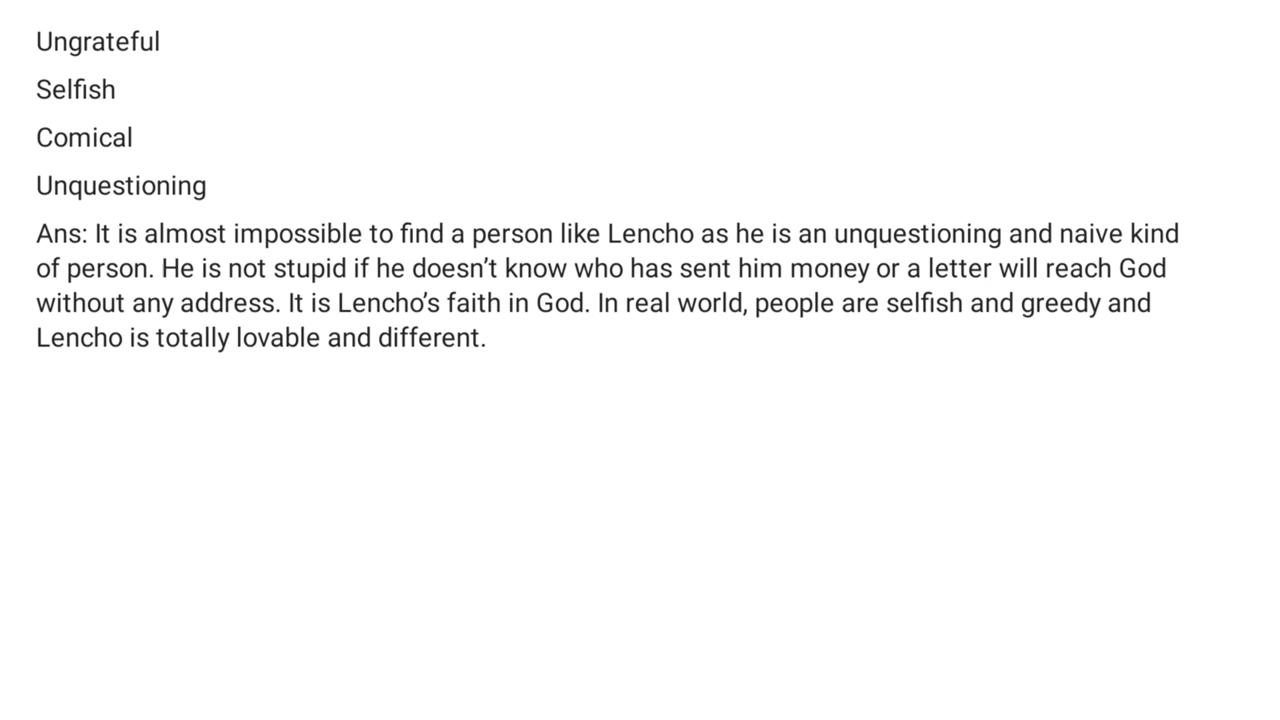 Ungrateful
Selfish
Comical
Unquestioning
Ans: It is almost impossible to find a person like Lencho as he is an unquestioning and naive kind
of person. He is not stupid if he doesn’t know who has sent him money or a letter will reach God
without any address. It is Lencho’s faith in God. In real world, people are selfish and greedy and
Lencho is totally lovable and different.